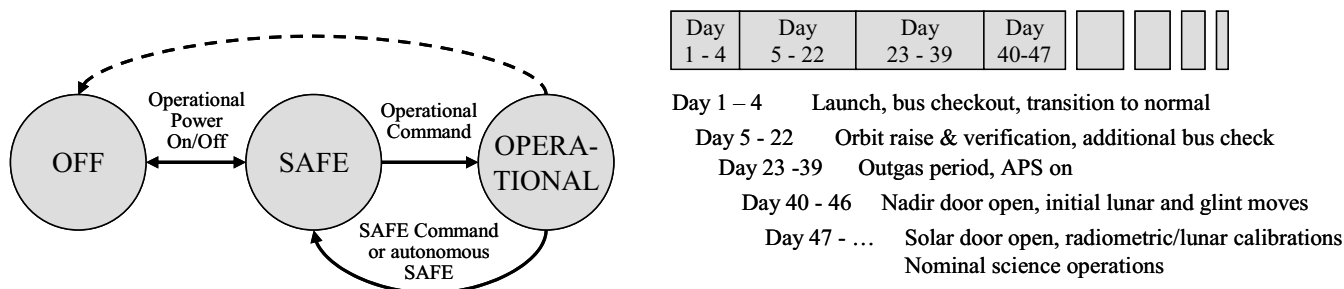 OFF
Operational
Power
On/Off
SAFE
Operational
Command
OPERA-
TIONAL
SAFE Command
or autonomous
SAFE
Day
1 - 4
Day
5 - 22
Day
23 - 39
Day
40-47
Day 1 – 4 Launch, bus checkout, transition to normal
Day 5 - 22 Orbit raise & verification, additional bus check
Day 23 -39 Outgas period, APS on
Day 40 - 46 Nadir door open, initial lunar and glint moves
Day 47 - … Solar door open, radiometric/lunar calibrations
Nominal science operations